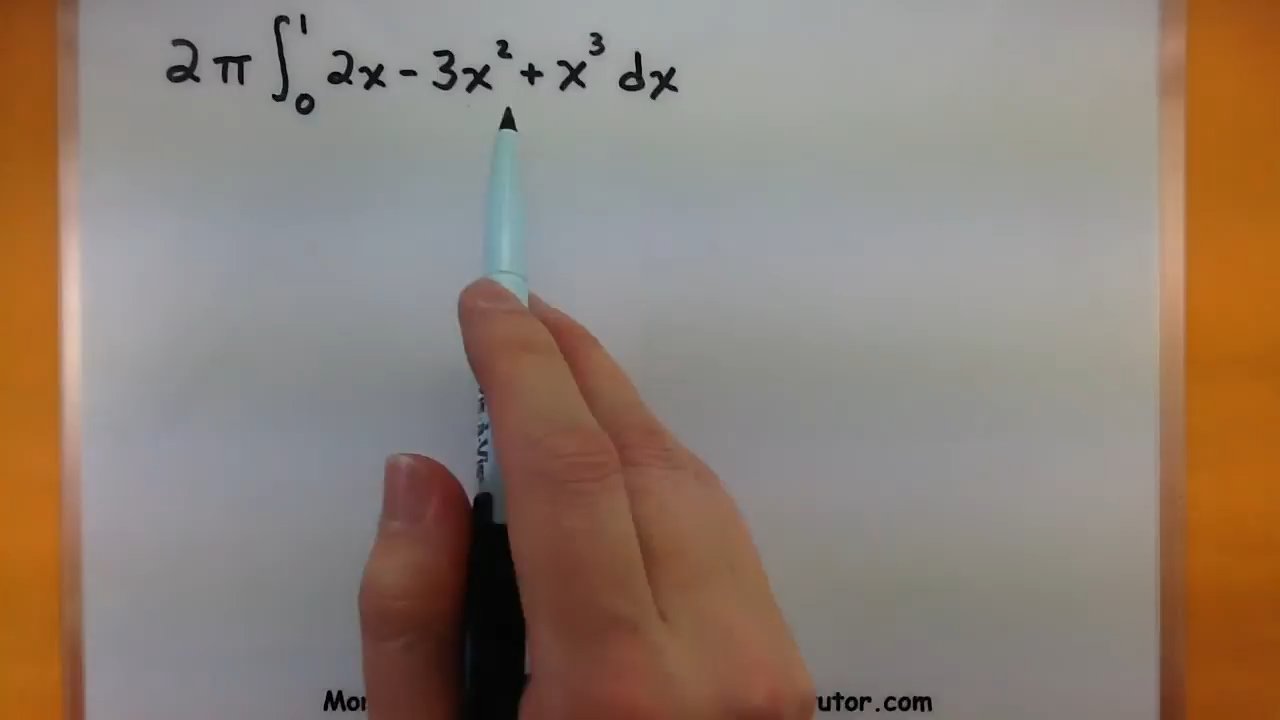 2π ∫₀¹ 2x - 3x² + x³ dx
utor.com